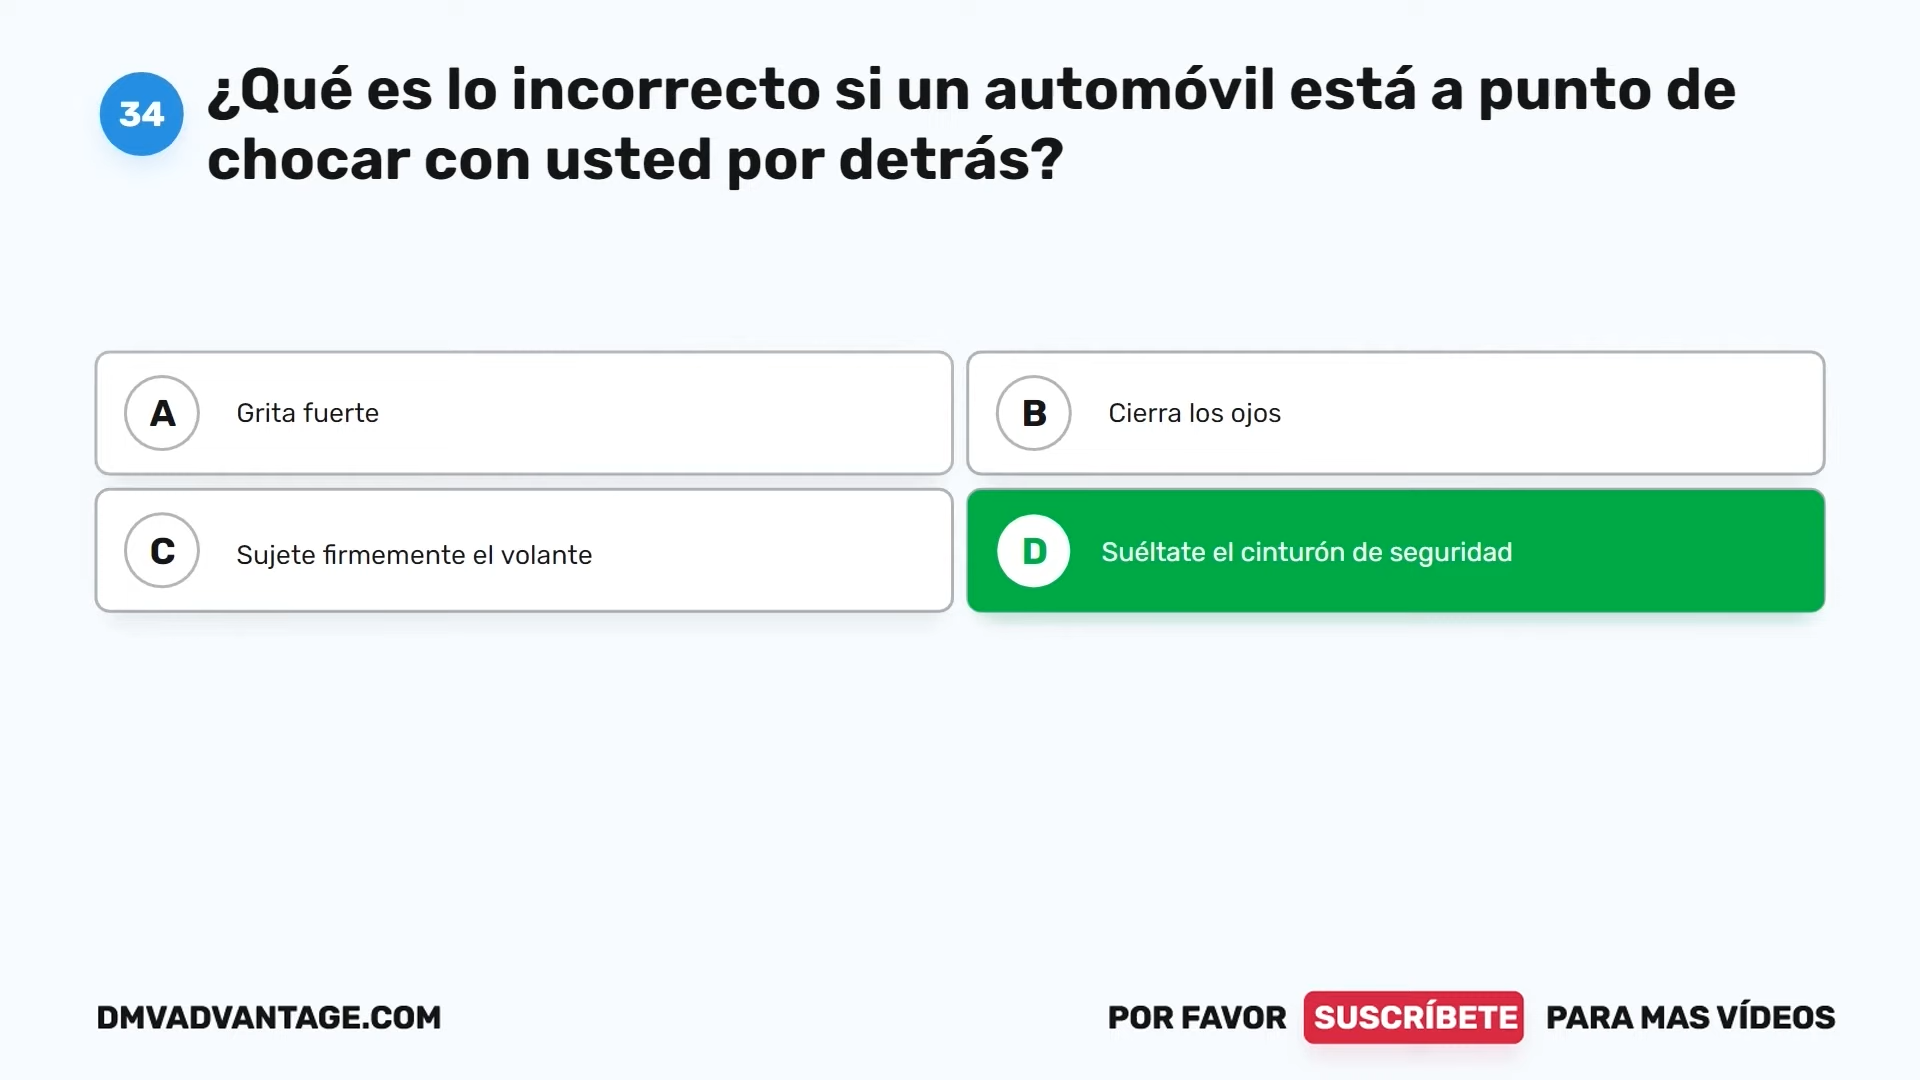 34
¿Qué es lo incorrecto si un automóvil está a punto de
chocar con usted por detrás?
A Grita fuerte
B Cierra los ojos
C Sujete firmemente el volante
D Suéltate el cinturón de seguridad
DMVADVANTAGE.COM
POR FAVOR SUSCRÍBETE PARA MAS VÍDEOS